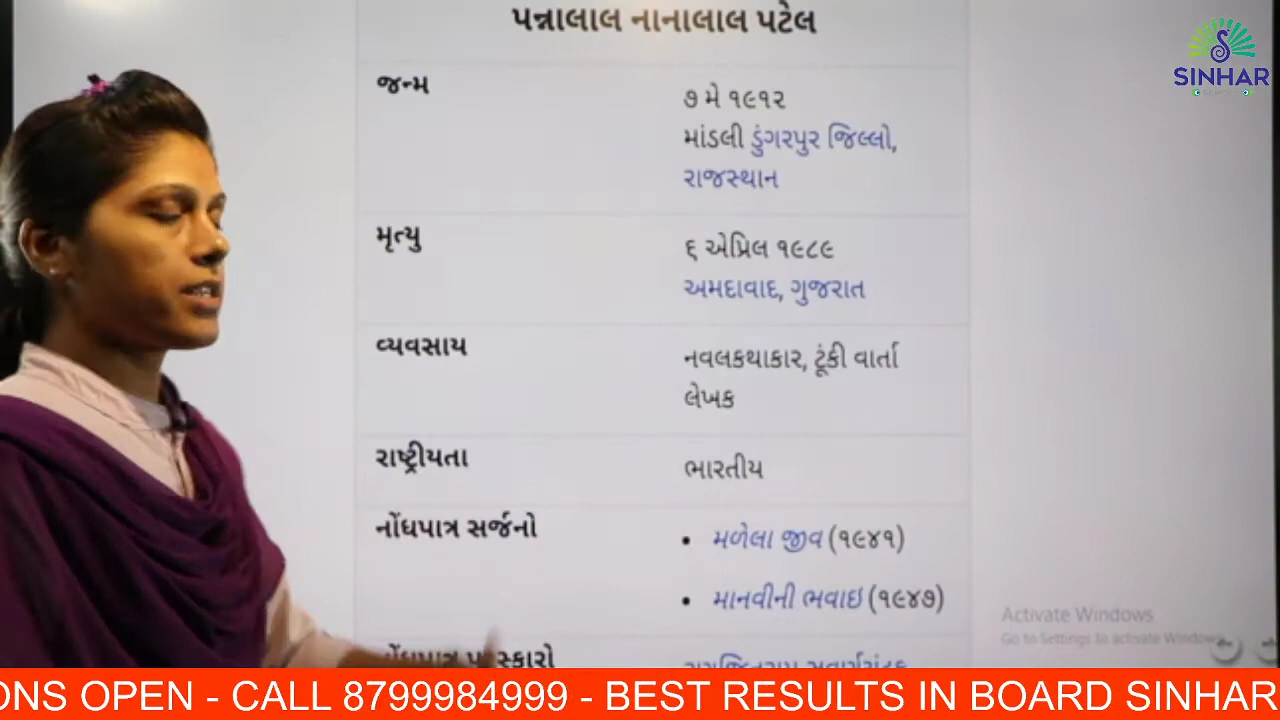 પન્નાલાલ નાનાલાલ પટેલ
SINHAR
જન્મ
૭ મે ૧૯૧૨
માંડલી ડુંગરપુર જિલ્લો,
રાજસ્થાન
મૃત્યુ
૬ એપ્રિલ ૧૯૮૯
અમદાવાદ, ગુજરાત
વ્યવસાય
નવલકથાકાર, ટૂંકી વાર્તા
લેખક
રાષ્ટ્રીયતા
ભારતીય
નોંધપાત્ર સર્જનો
• મળેલા જીવ (૧૯૪૧)
• માનવીની ભવાઇ (૧૯૪૭)
Activate Windows
Go to Settings to activate Windows.
ONS OPEN - CALL 8799984999 - BEST RESULTS IN BOARD SINHAR